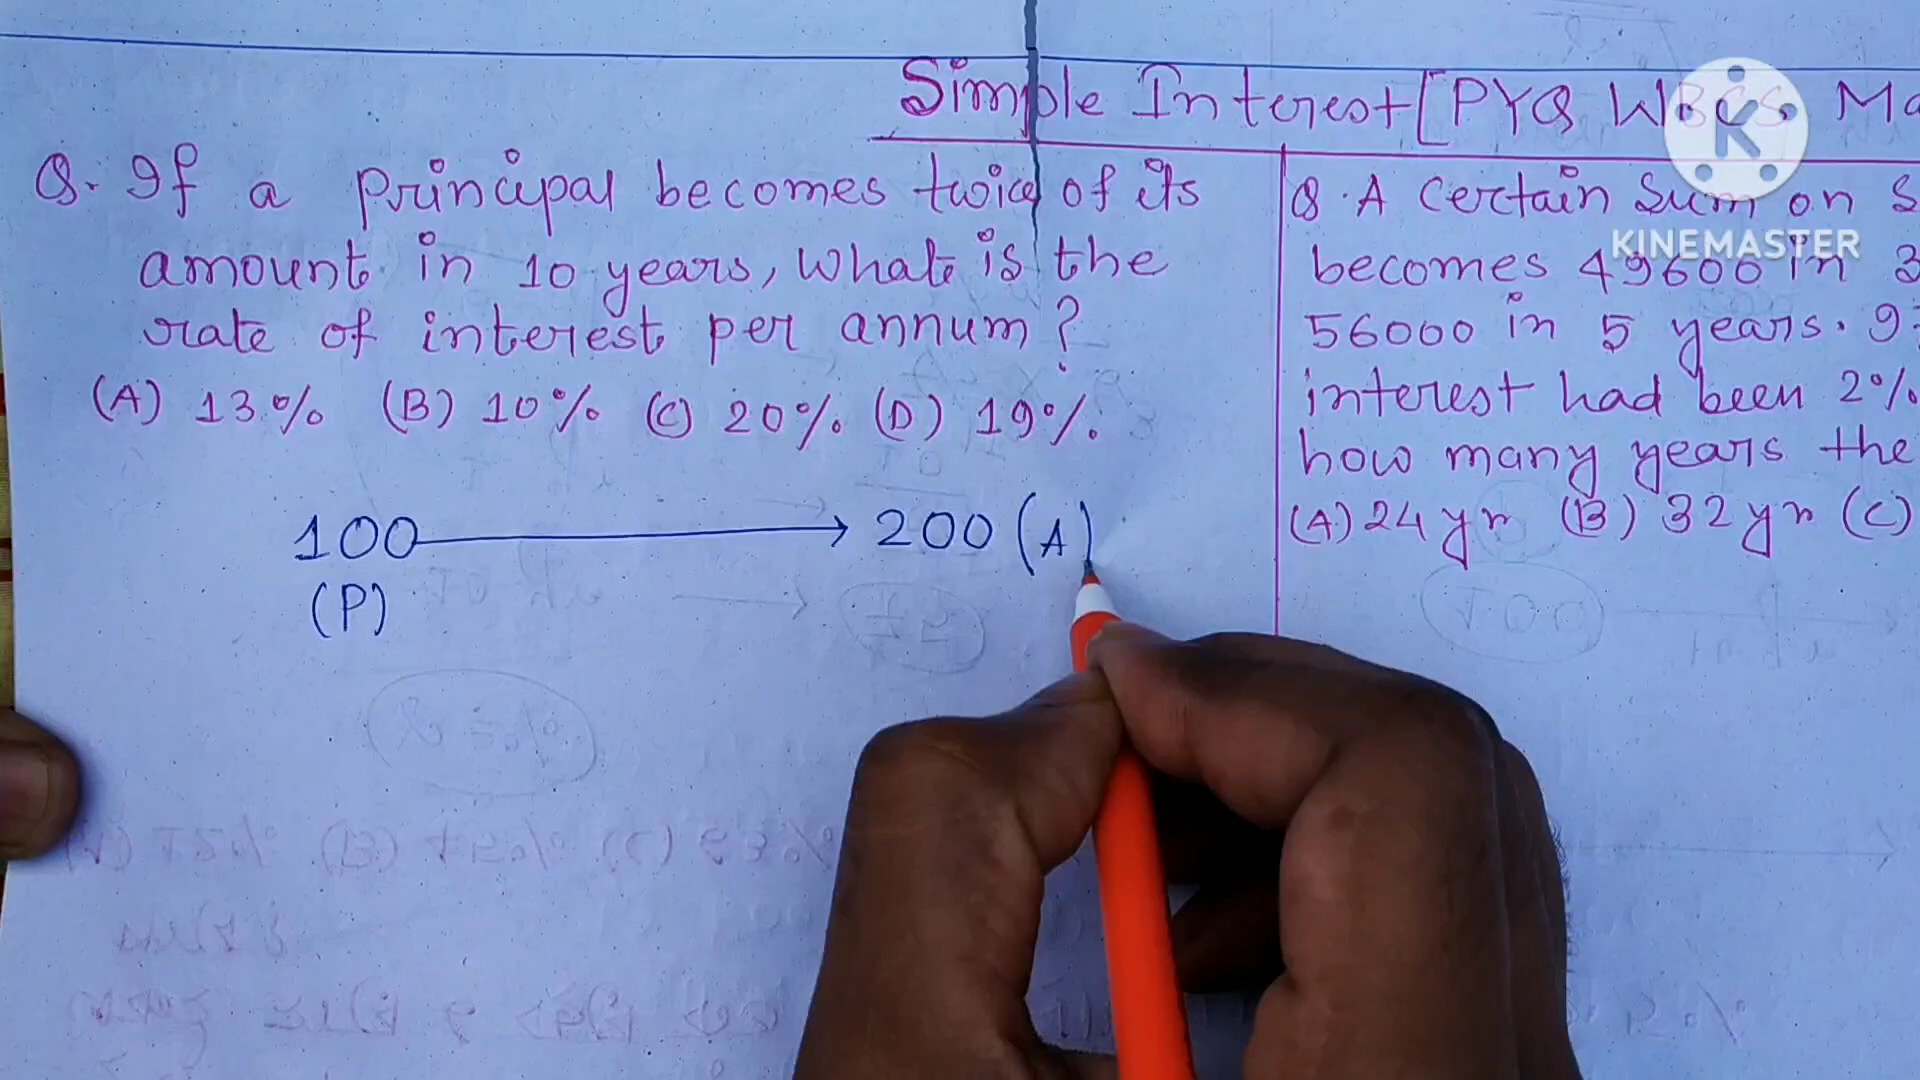 Simple Interest [PYQ WBCS Ma
Q. If a principal becomes twice of its
amount in 10 years, What is the
rate of interest per annum?
(A) 13% (B) 10% (C) 20% (D) 19%.
100 → 200 (A)
(P)
Q. A Certain Sum on S
becomes 49600 in 3
56000 in 5 years.
interest had been 2%
how many years the
(A) 24 yr (B) 32 yr (C)
KINEMASTER